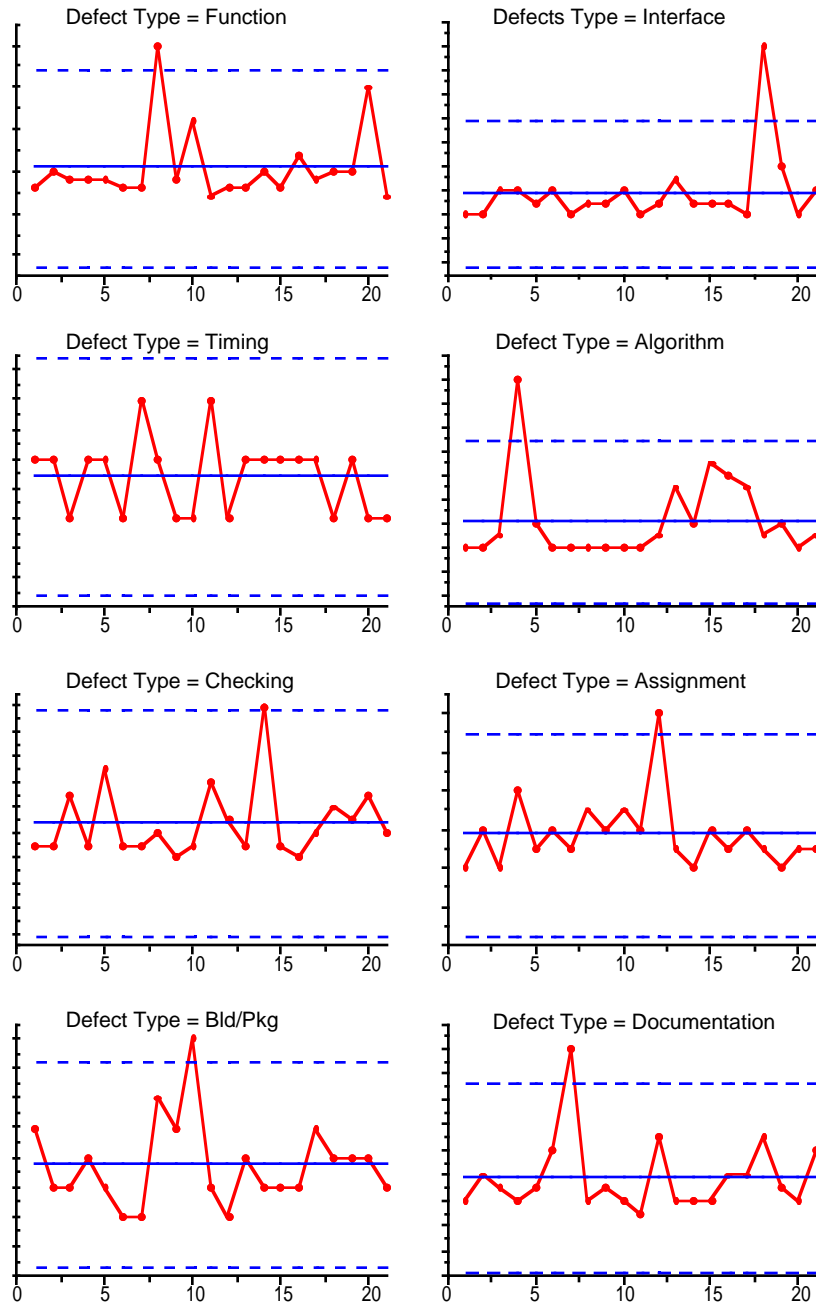 Defect Type = Function
0 5 10 15 20
Defects Type = Interface
0 5 10 15 20
Defect Type = Timing
0 5 10 15 20
Defect Type = Algorithm
0 5 10 15 20
Defect Type = Checking
0 5 10 15 20
Defect Type = Assignment
0 5 10 15 20
Defect Type = Bld/Pkg
0 5 10 15 20
Defect Type = Documentation
0 5 10 15 20